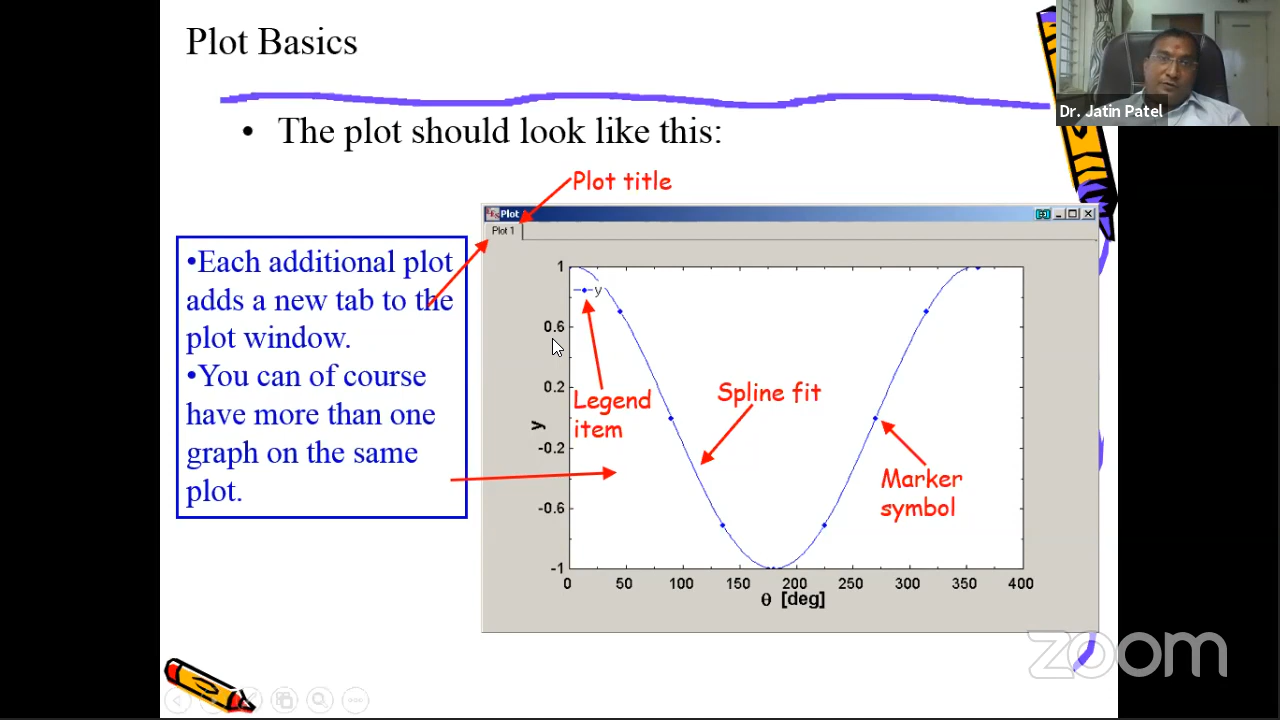 Plot Basics
Dr. Jatin Patel
• The plot should look like this:
Plot title
Plot
Plot 1
•Each additional plot
adds a new tab to the
plot window.
•You can of course
have more than one
graph on the same
plot.
1
y
0.6
0.2
-0.2
-0.6
-1
y
Legend
item
Spline fit
Marker
symbol
0 50 100 150 200 250 300 350 400
θ [deg]
zoom